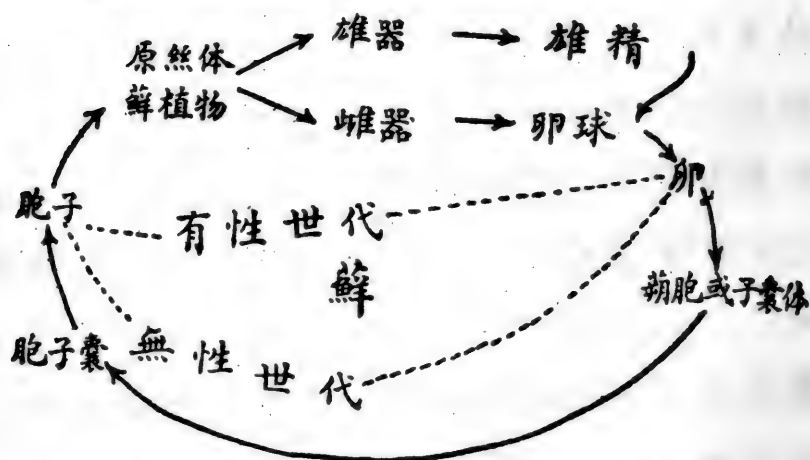 原絲体
蘚植物
雄器
雄精
雌器
卵球
胞子
卵
有性世代
蘚
蒴胞或子囊体
胞子囊
無性世代